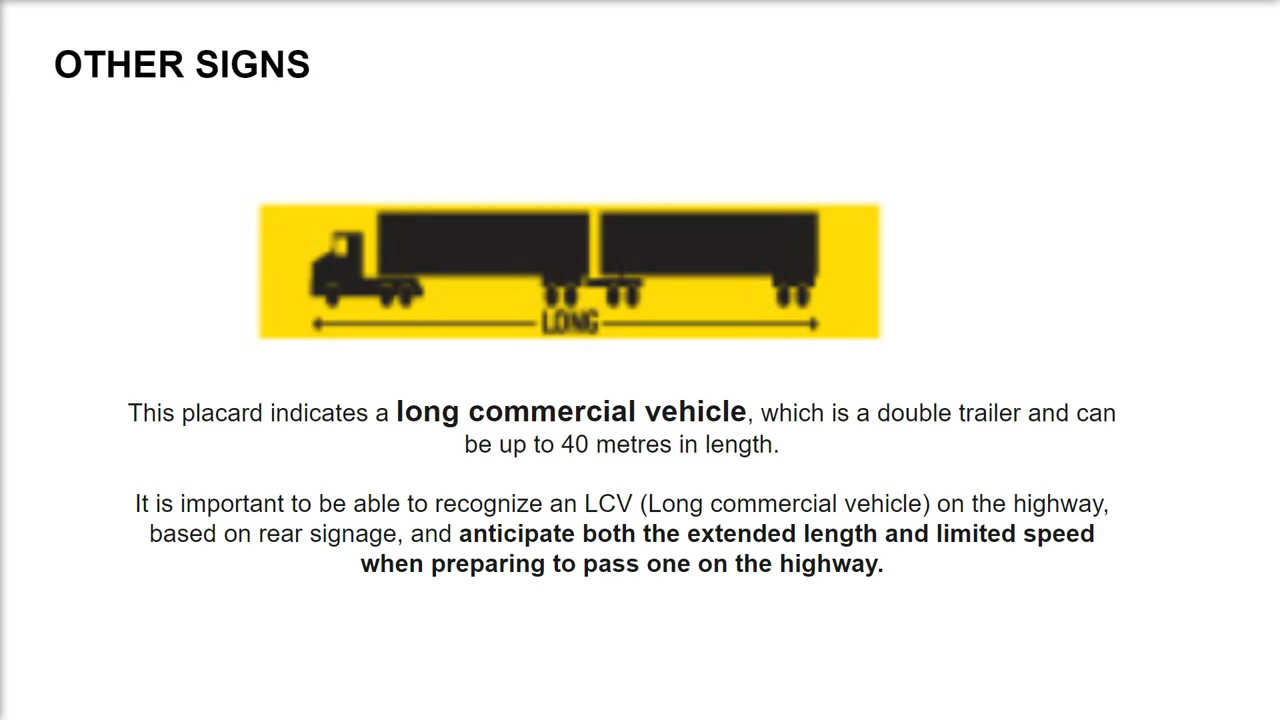 OTHER SIGNS
LONG
This placard indicates a long commercial vehicle, which is a double trailer and can
be up to 40 metres in length.
It is important to be able to recognize an LCV (Long commercial vehicle) on the highway,
based on rear signage, and anticipate both the extended length and limited speed
when preparing to pass one on the highway.